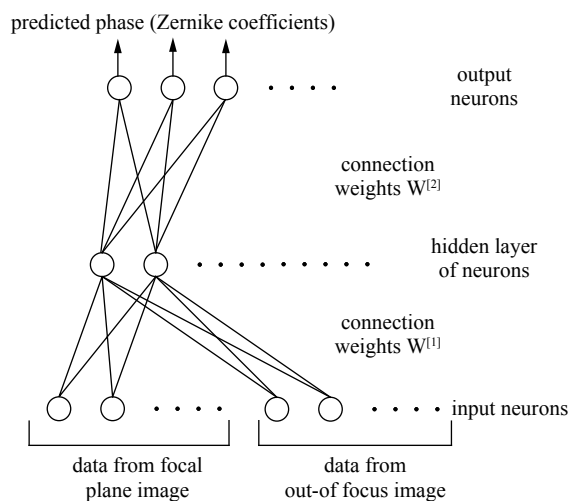 predicted phase (Zernike coefficients)
output
neurons
connection
weights W[2]
hidden layer
of neurons
connection
weights W[1]
input neurons
data from focal
plane image
data from
out-of focus image